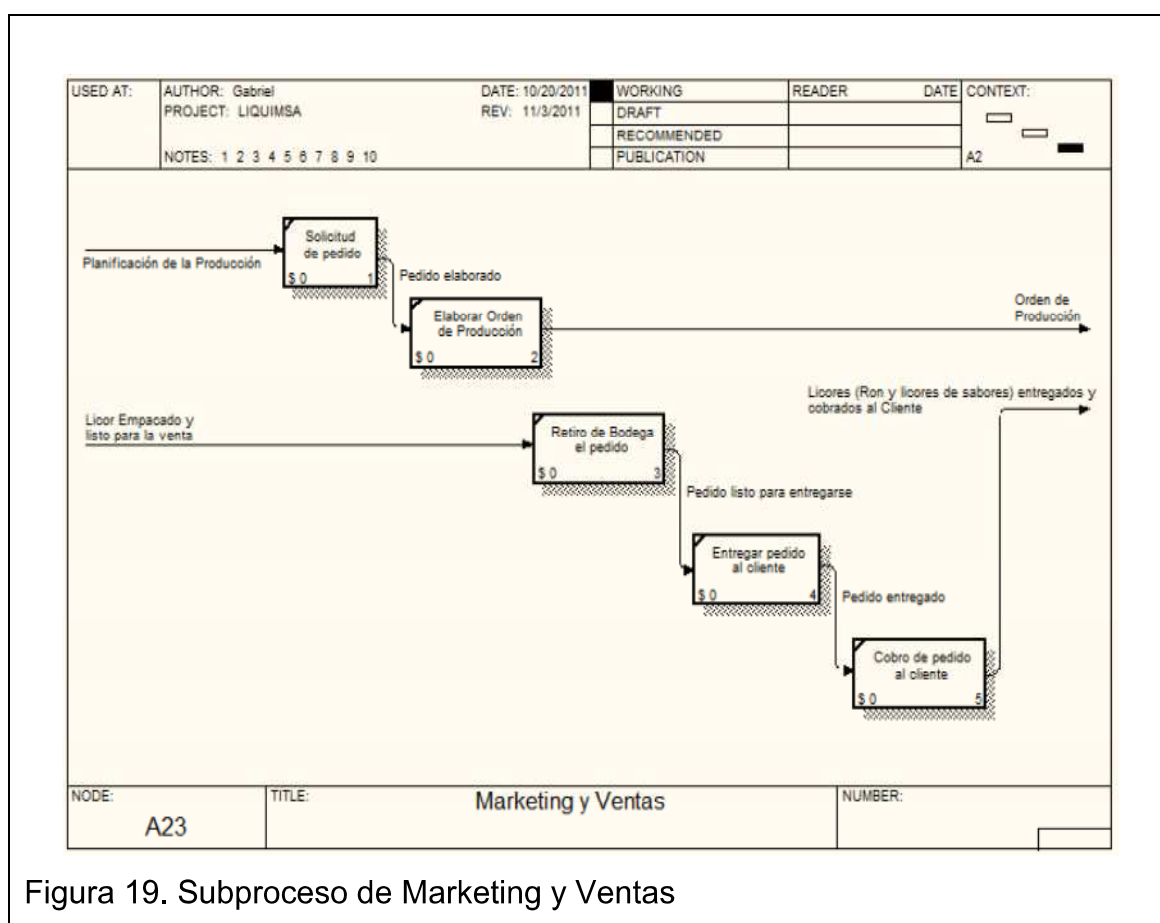 USED AT:
AUTHOR: Gabriel
DATE: 10/20/2011
WORKING
READER
DATE
CONTEXT:
PROJECT: LIQUIMSA
REV: 11/3/2011
DRAFT
RECOMMENDED
NOTES: 1 2 3 4 5 6 7 8 9 10
PUBLICATION
A2
Solicitud
de pedido
$ 0
1
Planificación de la Producción
Pedido elaborado
Elaborar Orden
de Producción
$ 0
2
Orden de
Producción
Licores (Ron y licores de sabores) entregados y
cobrados al Cliente
Licor Empacado y
listo para la venta
Retiro de Bodega
el pedido
$ 0
3
Pedido listo para entregarse
Entregar pedido
al cliente
$ 0
4
Pedido entregado
Cobro de pedido
al cliente
$ 0
5
NODE:
TITLE:
NUMBER:
A23
Marketing y Ventas
Figura 19. Subproceso de Marketing y Ventas